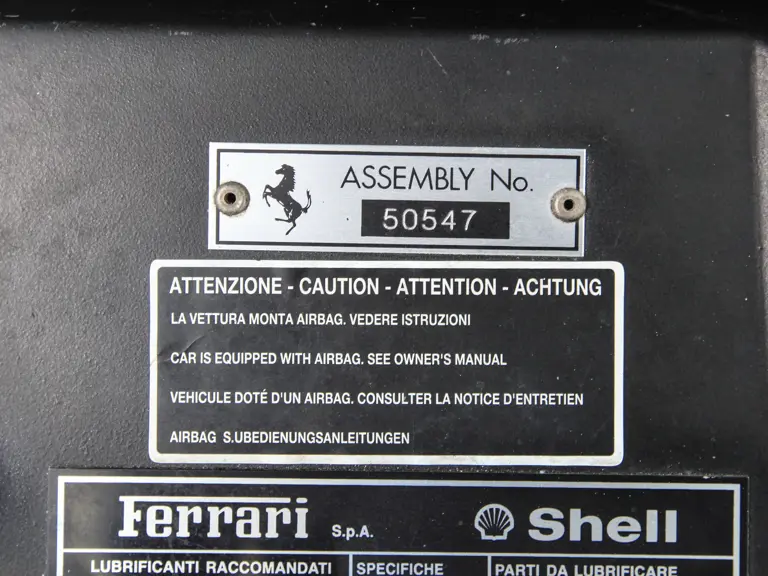 ASSEMBLY No.
50547
ATTENZIONE - CAUTION - ATTENTION - ACHTUNG
LA VETTURA MONTA AIRBAG. VEDERE ISTRUZIONI
CAR IS EQUIPPED WITH AIRBAG. SEE OWNER'S MANUAL
VEHICULE DOTÉ D'UN AIRBAG. CONSULTER LA NOTICE D'ENTRETIEN
AIRBAG S.UBEDIENUNGSANLEITUNGEN
Ferrari S.p.A. Shell
LUBRIFICANTI RACCOMANDATI SPECIFICHE PARTI DA LUBRIFICARE